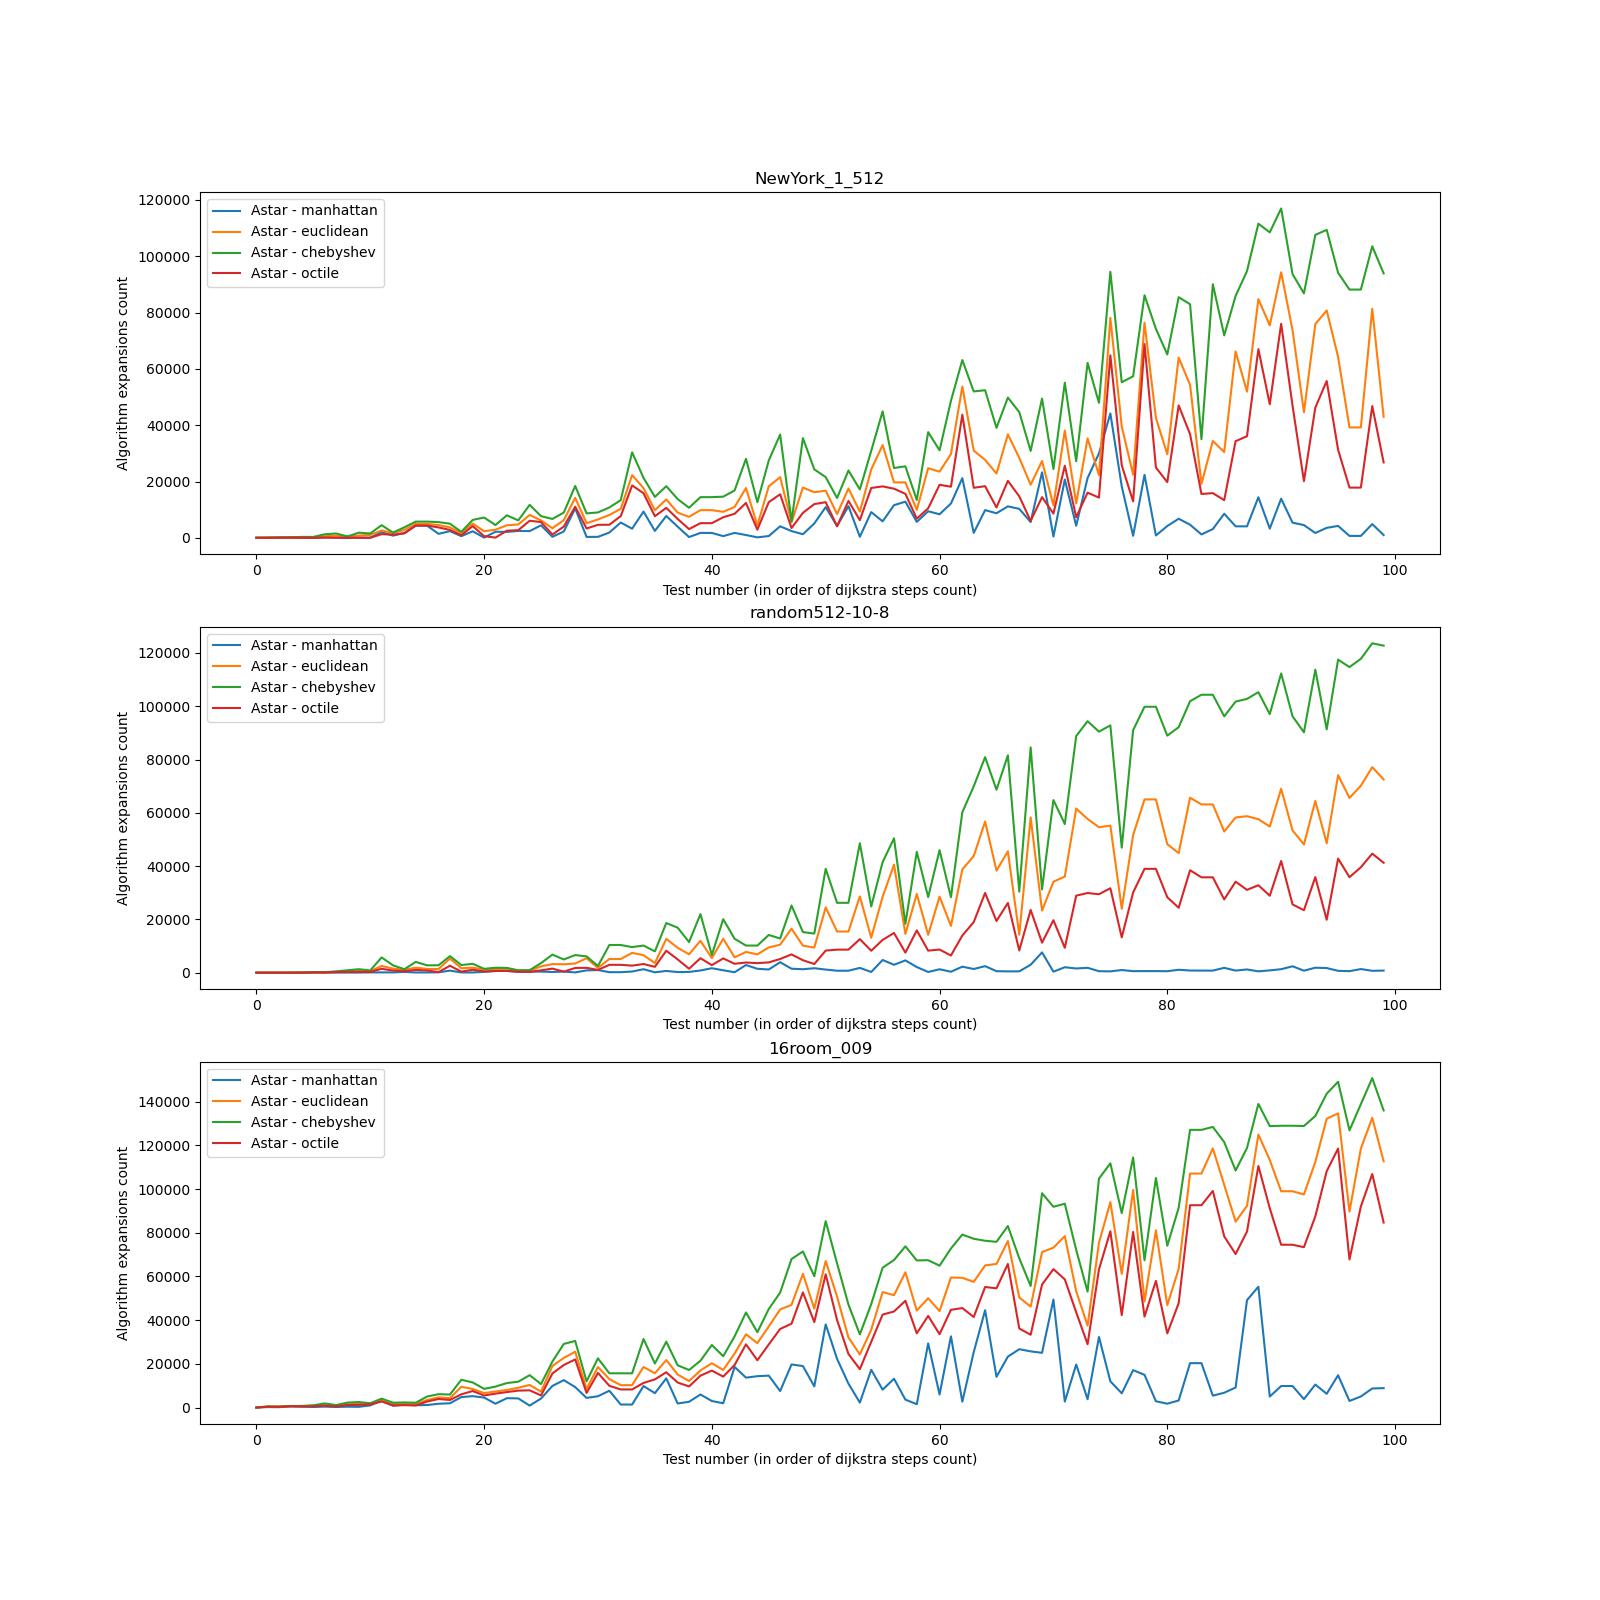 NewYork_1_512
120000
100000
80000
60000
40000
20000
0
Algorithm expansions count
Astar - manhattan
Astar - euclidean
Astar - chebyshev
Astar - octile
0 20 40 60 80 100
Test number (in order of dijkstra steps count)
random512-10-8
120000
100000
80000
60000
40000
20000
0
Algorithm expansions count
Astar - manhattan
Astar - euclidean
Astar - chebyshev
Astar - octile
0 20 40 60 80 100
Test number (in order of dijkstra steps count)
16room_009
140000
120000
100000
80000
60000
40000
20000
0
Algorithm expansions count
Astar - manhattan
Astar - euclidean
Astar - chebyshev
Astar - octile
0 20 40 60 80 100
Test number (in order of dijkstra steps count)